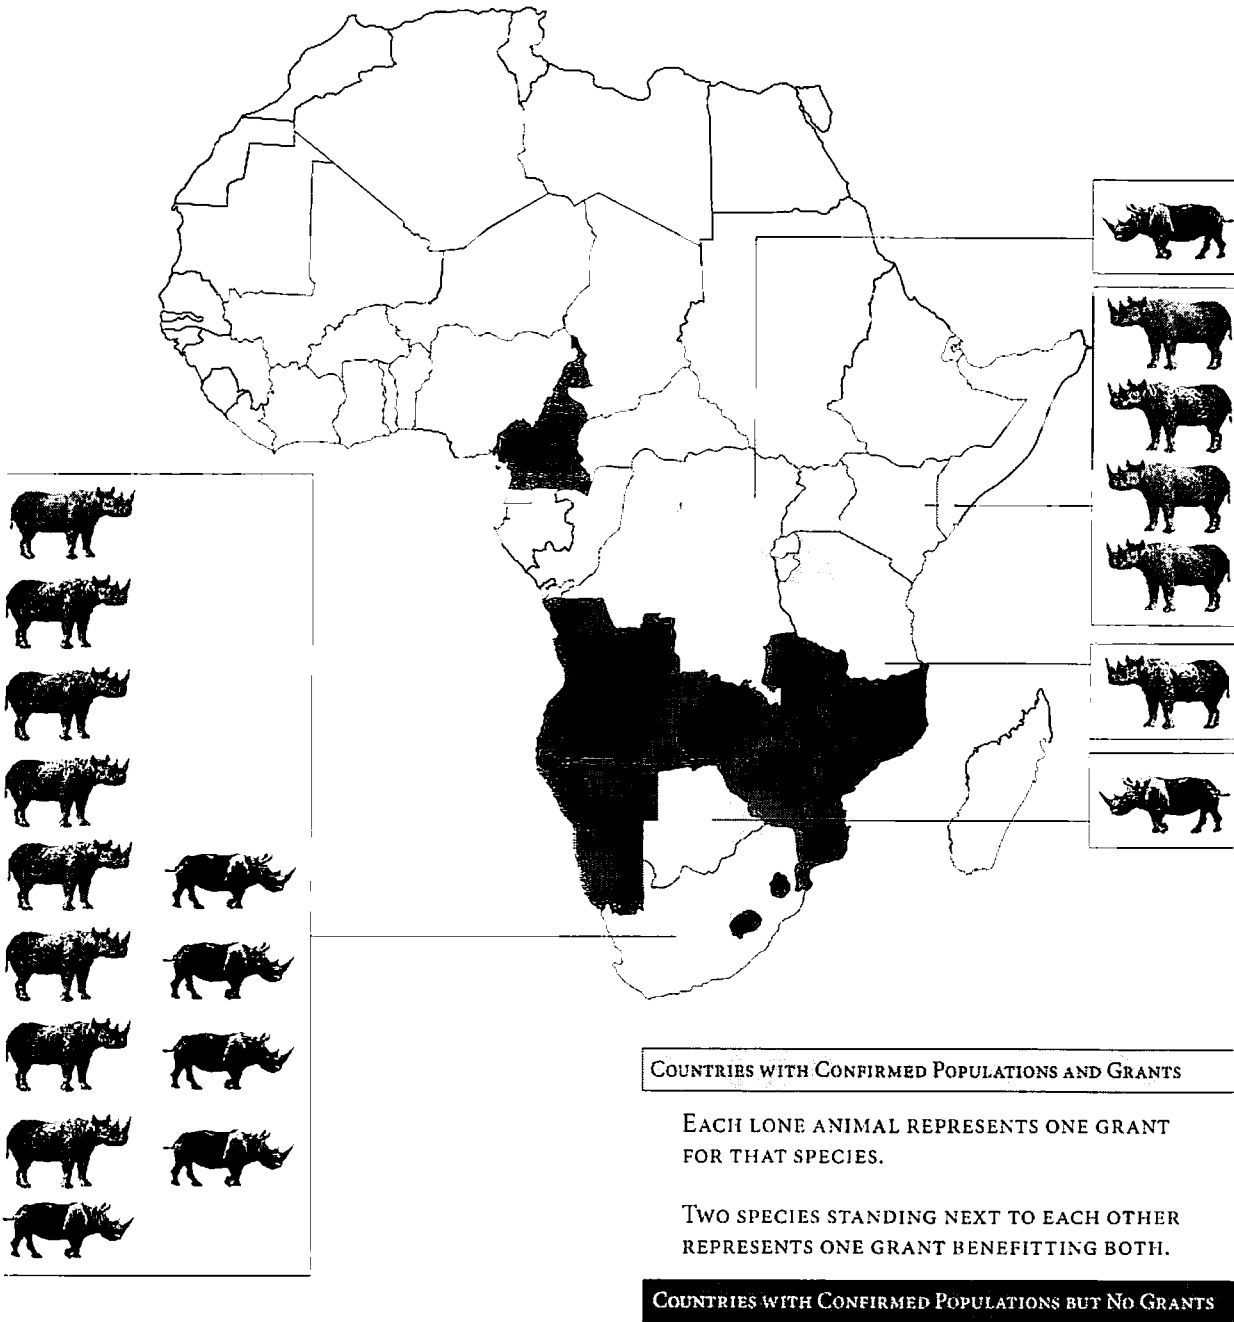 COUNTRIES WITH CONFIRMED POPULATIONS AND GRANTS
EACH LONE ANIMAL REPRESENTS ONE GRANT
FOR THAT SPECIES.
TWO SPECIES STANDING NEXT TO EACH OTHER
REPRESENTS ONE GRANT BENEFITTING BOTH.
COUNTRIES WITH CONFIRMED POPULATIONS BUT NO GRANTS